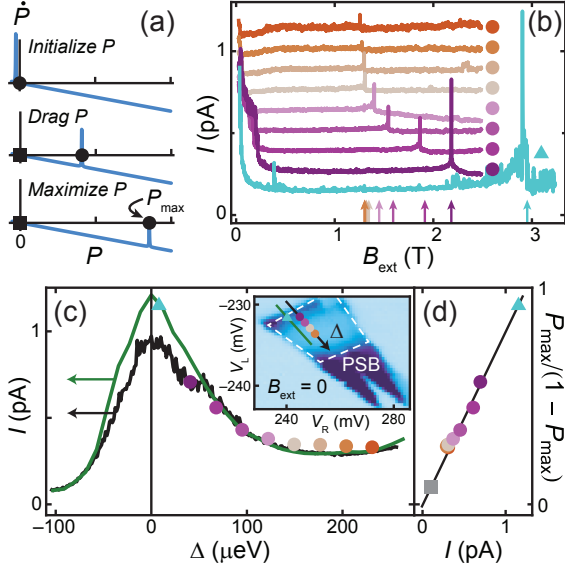 Ṗ
(a)
Initialize P
Drag P
Maximize P
P_max
0
P
(b)
1
0
I (pA)
0
1
2
3
B_ext (T)
(c)
1
0
I (pA)
-100
0
100
200
Δ (μeV)
−230
−240
V_L (mV)
Δ
PSB
B_ext = 0
240
280
V_R (mV)
(d)
1
0
P_max/(1 − P_max)
0
1
I (pA)